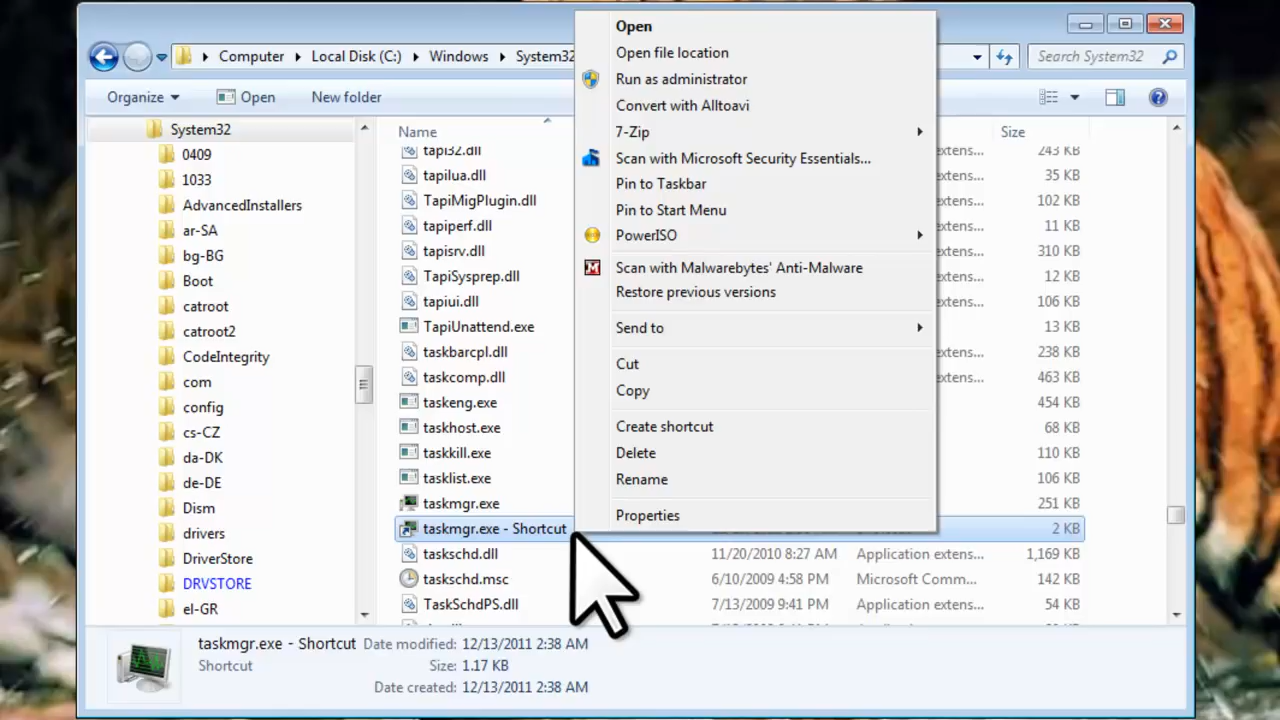 Computer
Local Disk (C:)
Windows
System32
Search System32
Organize
Open
New folder
System32
0409
1033
AdvancedInstallers
ar-SA
bg-BG
Boot
catroot
catroot2
CodeIntegrity
com
config
cs-CZ
da-DK
de-DE
Dism
drivers
DriverStore
DRVSTORE
el-GR
Name
Size
tapi32.dll
extens...
243 KB
tapilua.dll
extens...
35 KB
TapiMigPlugin.dll
extens...
102 KB
tapiperf.dll
extens...
11 KB
tapisrv.dll
extens...
310 KB
TapiSysprep.dll
extens...
12 KB
tapiui.dll
extens...
106 KB
TapiUnattend.exe
13 KB
taskbarcpl.dll
extens...
238 KB
taskcomp.dll
extens...
463 KB
taskeng.exe
454 KB
taskhost.exe
68 KB
taskkill.exe
110 KB
tasklist.exe
106 KB
taskmgr.exe
251 KB
taskmgr.exe - Shortcut
2 KB
taskschd.dll
11/20/2010 8:27 AM
Application extens...
1,169 KB
taskschd.msc
6/10/2009 4:58 PM
Microsoft Comm...
142 KB
TaskSchdPS.dll
7/13/2009 9:41 PM
Application extens...
54 KB
Open
Open file location
Run as administrator
Convert with Alltoavi
7-Zip
Scan with Microsoft Security Essentials...
Pin to Taskbar
Pin to Start Menu
PowerISO
Scan with Malwarebytes' Anti-Malware
Restore previous versions
Send to
Cut
Copy
Create shortcut
Delete
Rename
Properties
taskmgr.exe - Shortcut
Date modified: 12/13/2011 2:38 AM
Shortcut
Size: 1.17 KB
Date created: 12/13/2011 2:38 AM